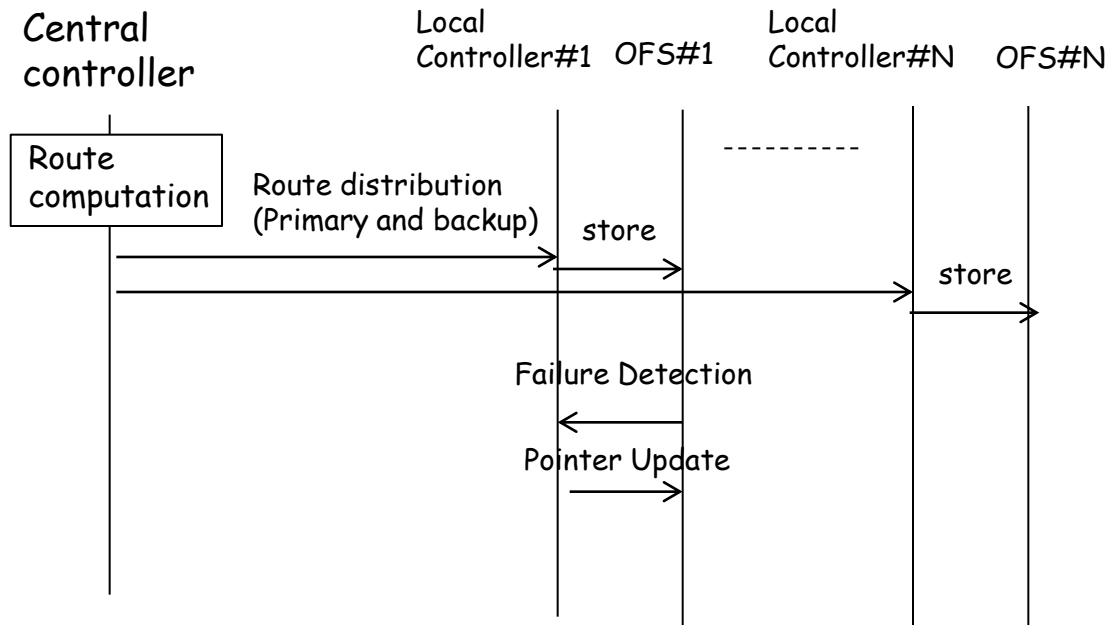 Central
controller
Local
Controller#1
OFS#1
Local
Controller#N
OFS#N
Route
computation
Route distribution
(Primary and backup)
store
store
Failure Detection
Pointer Update